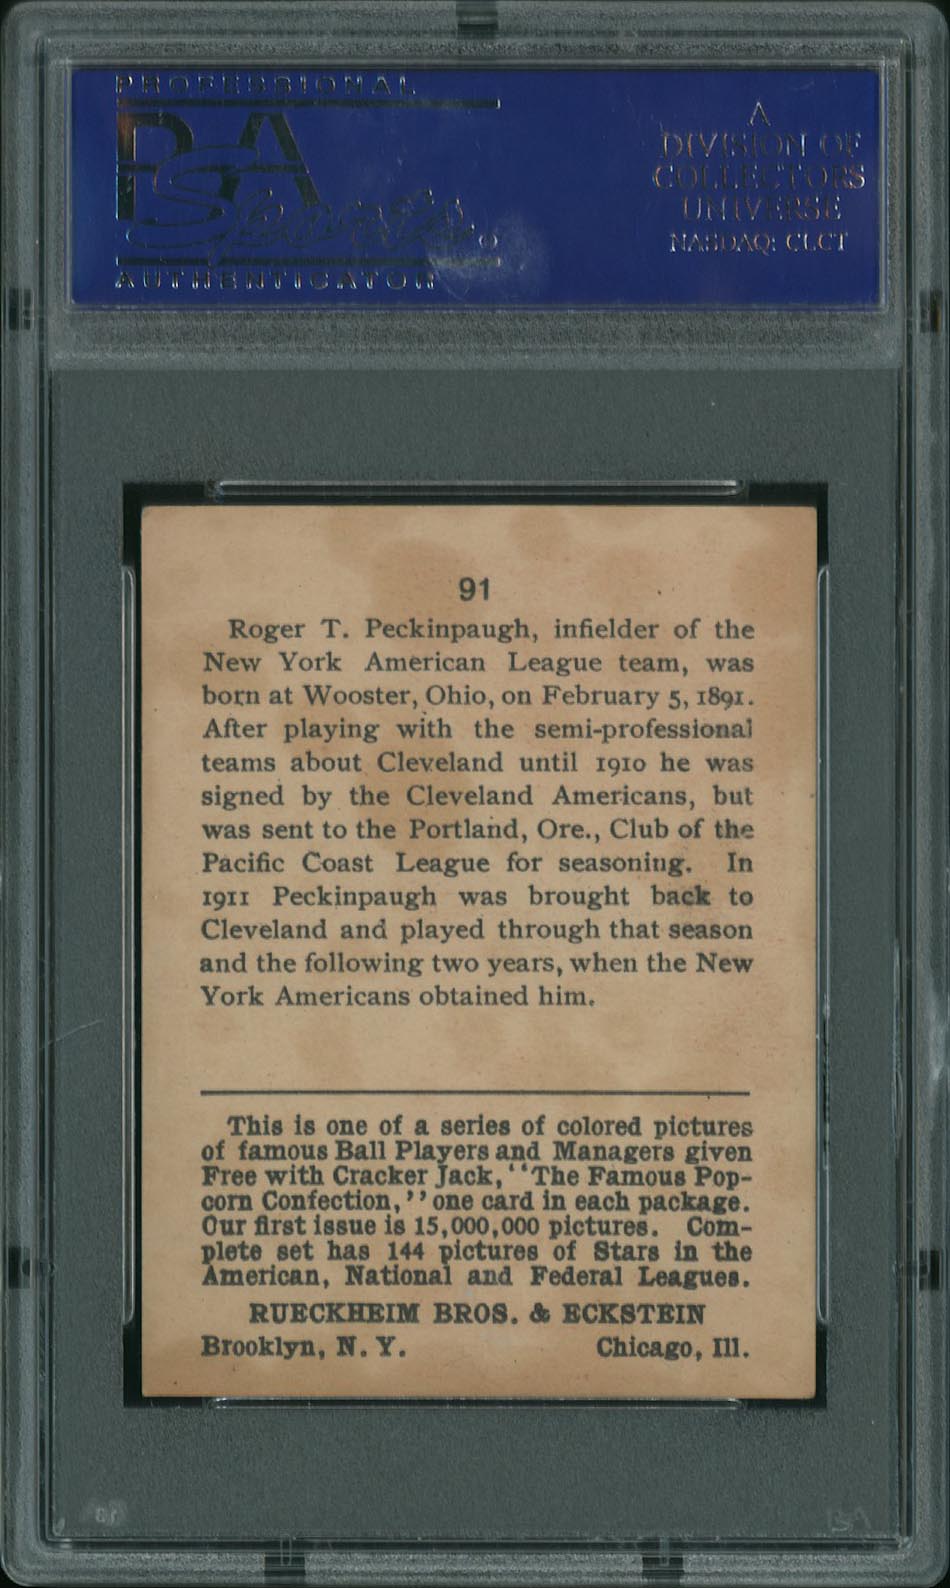 PROFESSIONAL
PSA
Sports
AUTHENTICATOR
A
DIVISION OF
COLLECTORS
UNIVERSE
NASDAQ: CLCT
91
Roger T. Peckinpaugh, infielder of the
New York American League team, was
born at Wooster, Ohio, on February 5, 1891.
After playing with the semi-professional
teams about Cleveland until 1910 he was
signed by the Cleveland Americans, but
was sent to the Portland, Ore., Club of the
Pacific Coast League for seasoning. In
1911 Peckinpaugh was brought back to
Cleveland and played through that season
and the following two years, when the New
York Americans obtained him.
This is one of a series of colored pictures
of famous Ball Players and Managers given
Free with Cracker Jack, "The Famous Pop-
corn Confection," one card in each package.
Our first issue is 15,000,000 pictures. Com-
plete set has 144 pictures of Stars in the
American, National and Federal Leagues.
RUECKHEIM BROS. & ECKSTEIN
Brooklyn, N. Y. Chicago, Ill.